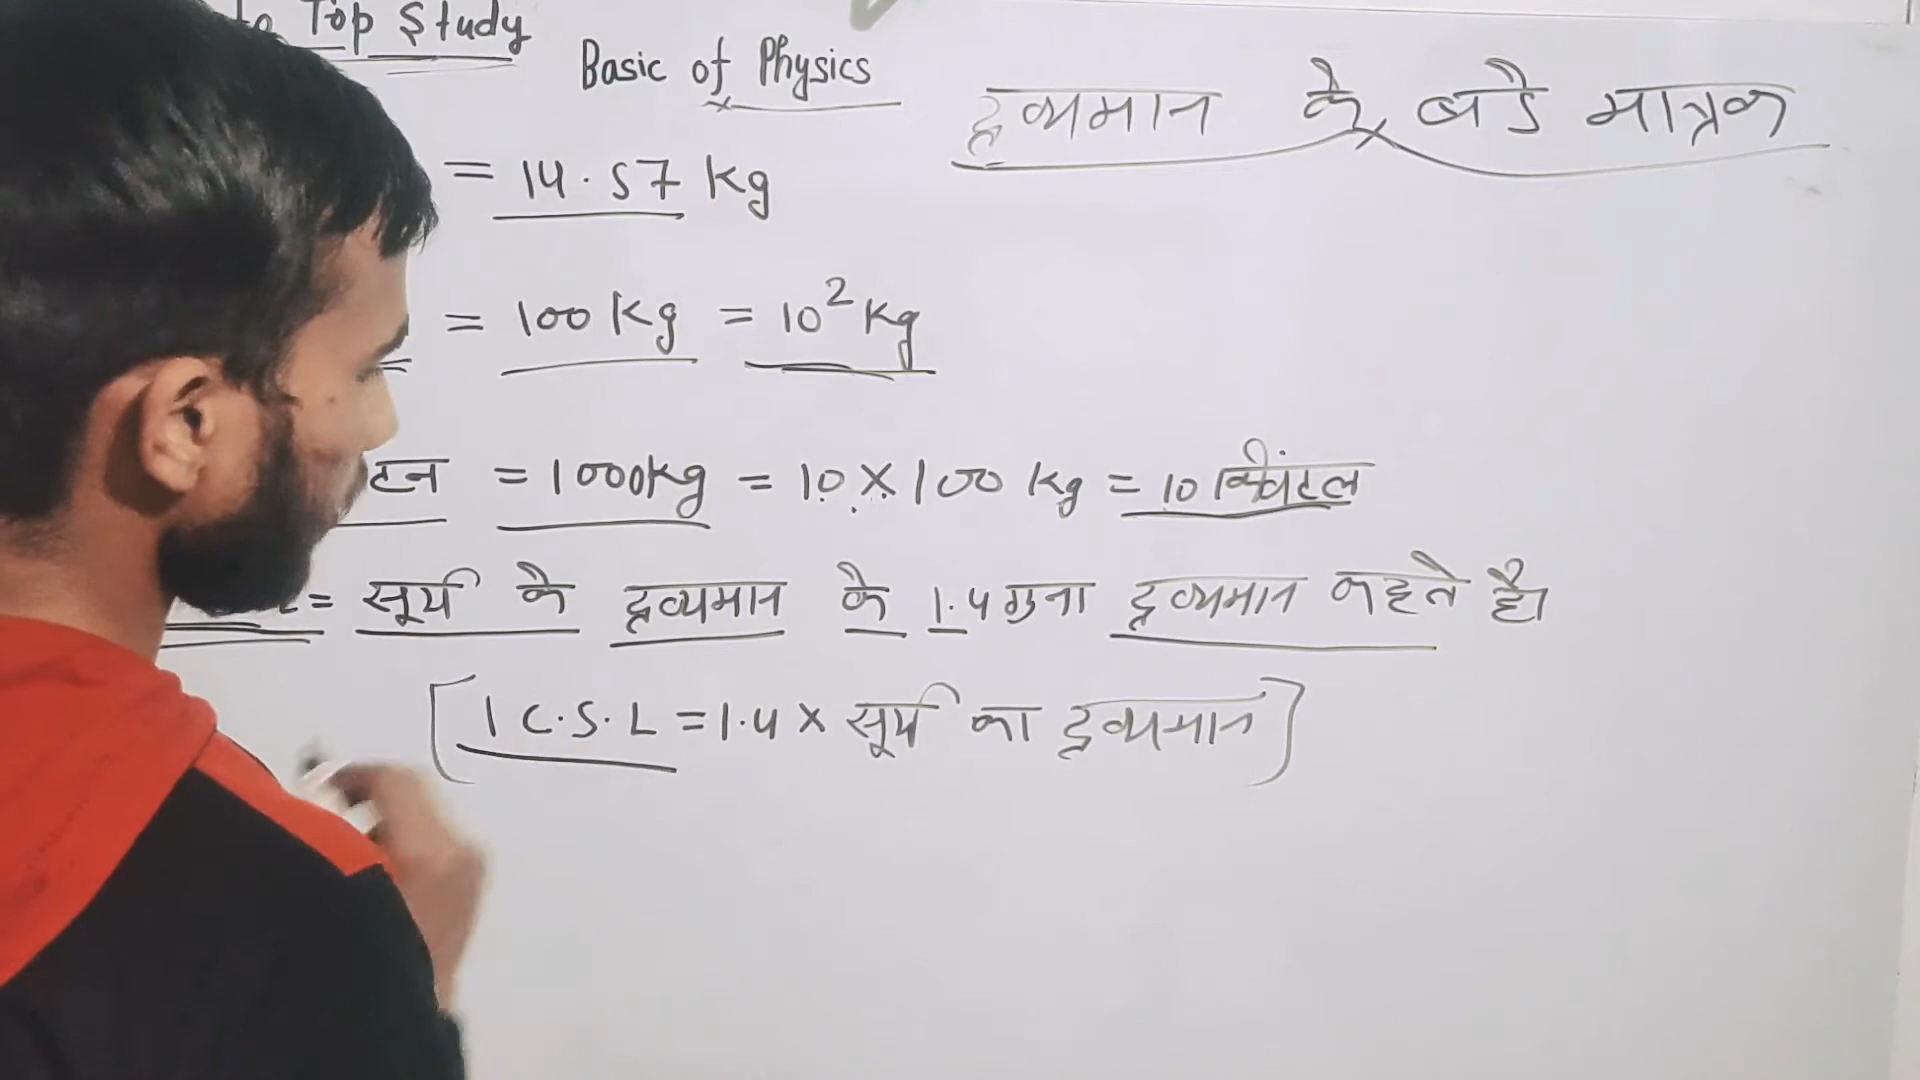 to Top Study
Basic of Physics
द्रव्यमान के बडे मात्रक
= 14.57 kg
= 100 kg = 10² kg
टन = 1000kg = 10 × 100 kg = 10 क्विंटल
= सूर्य के द्रव्यमान के 1.4 गुना द्रव्यमान कहते है।
[1 C.S.L = 1.4 × सूर्य का द्रव्यमान]